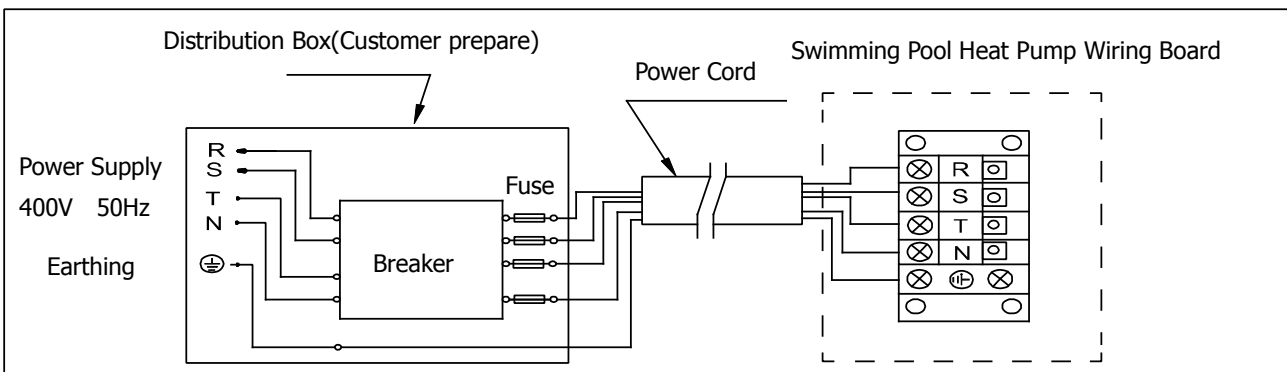 Distribution Box(Customer prepare)
Swimming Pool Heat Pump Wiring Board
Power Cord
Power Supply
400V 50Hz
Earthing
R
S
T
N
Fuse
Breaker
R
S
T
N